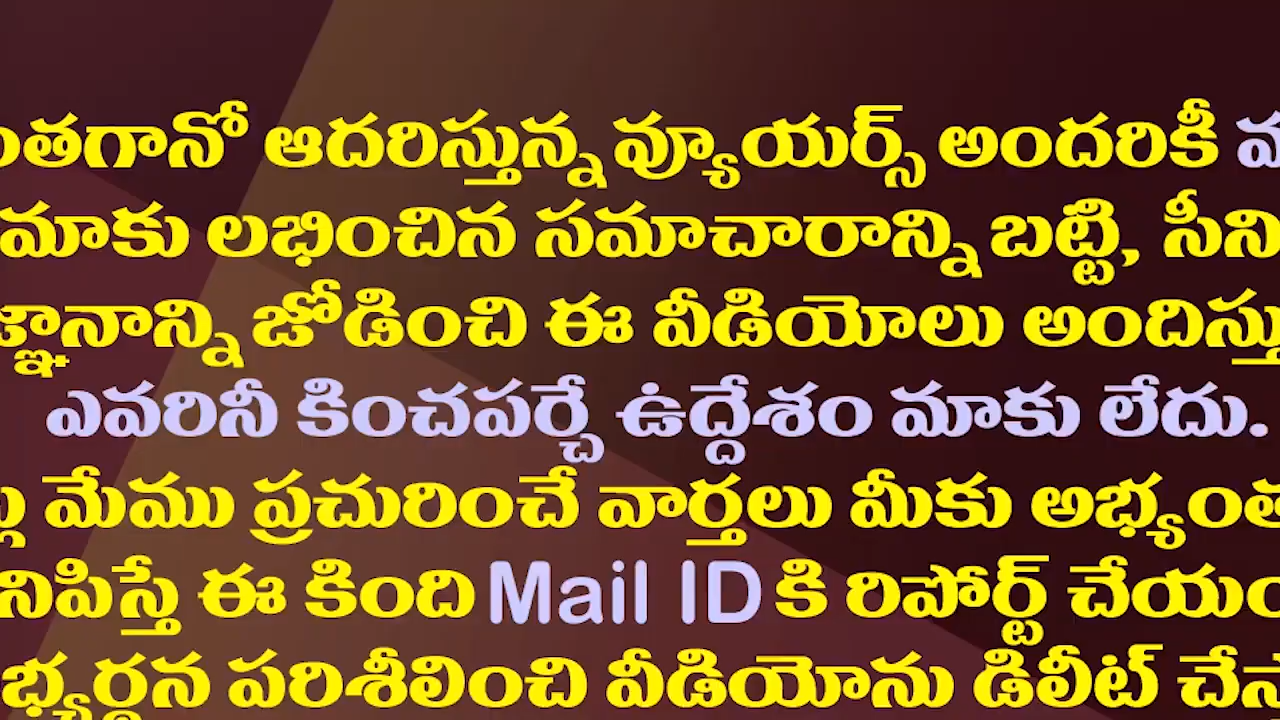 ంతగానో ఆదరిస్తున్న వ్యూయర్స్ అందరికీ
మాకు లభించిన సమాచారాన్ని బట్టి, సీని
జ్ఞానాన్ని జోడించి ఈ వీడియోలు అందిస్తు
ఎవరినీ కించపర్చే ఉద్దేశం మాకు లేదు.
మేము ప్రచురించే వార్తలు మీకు అభ్యంత
నిపిస్తే ఈ కింది Mail ID కి రిపోర్ట్ చేయం
భ్యర్థన పరిశీలించి వీడియోను డిలీట్ చేస